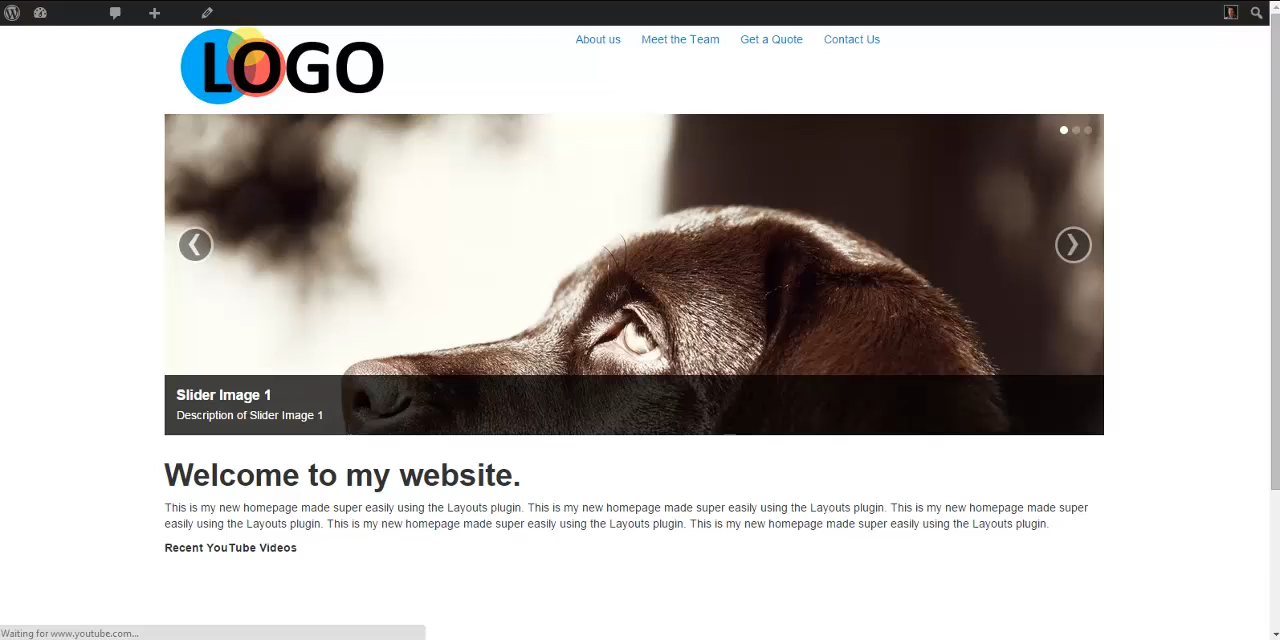 LOGO
About us Meet the Team Get a Quote Contact Us
Slider Image 1
Description of Slider Image 1
Welcome to my website.
This is my new homepage made super easily using the Layouts plugin. This is my new homepage made super easily using the Layouts plugin. This is my new homepage made super
easily using the Layouts plugin. This is my new homepage made super easily using the Layouts plugin. This is my new homepage made super easily using the Layouts plugin.
Recent YouTube Videos
Waiting for www.youtube.com...